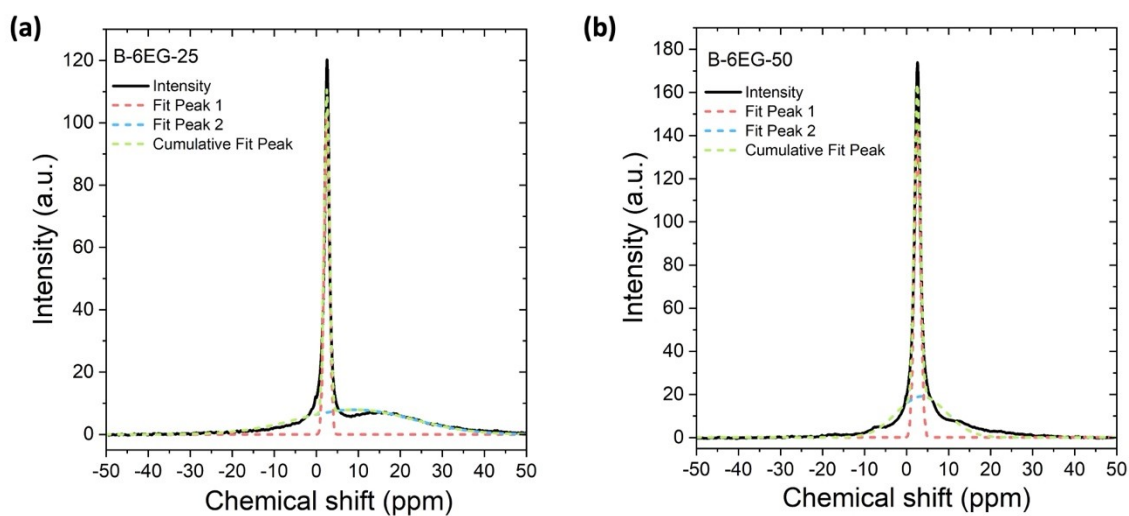 (a)
B-6EG-25
Intensity
Fit Peak 1
Fit Peak 2
Cumulative Fit Peak
120
100
80
60
40
20
0
Intensity (a.u.)
-50 -40 -30 -20 -10 0 10 20 30 40 50
Chemical shift (ppm)
(b)
B-6EG-50
Intensity
Fit Peak 1
Fit Peak 2
Cumulative Fit Peak
180
160
140
120
100
80
60
40
20
0
Intensity (a.u.)
-50 -40 -30 -20 -10 0 10 20 30 40 50
Chemical shift (ppm)